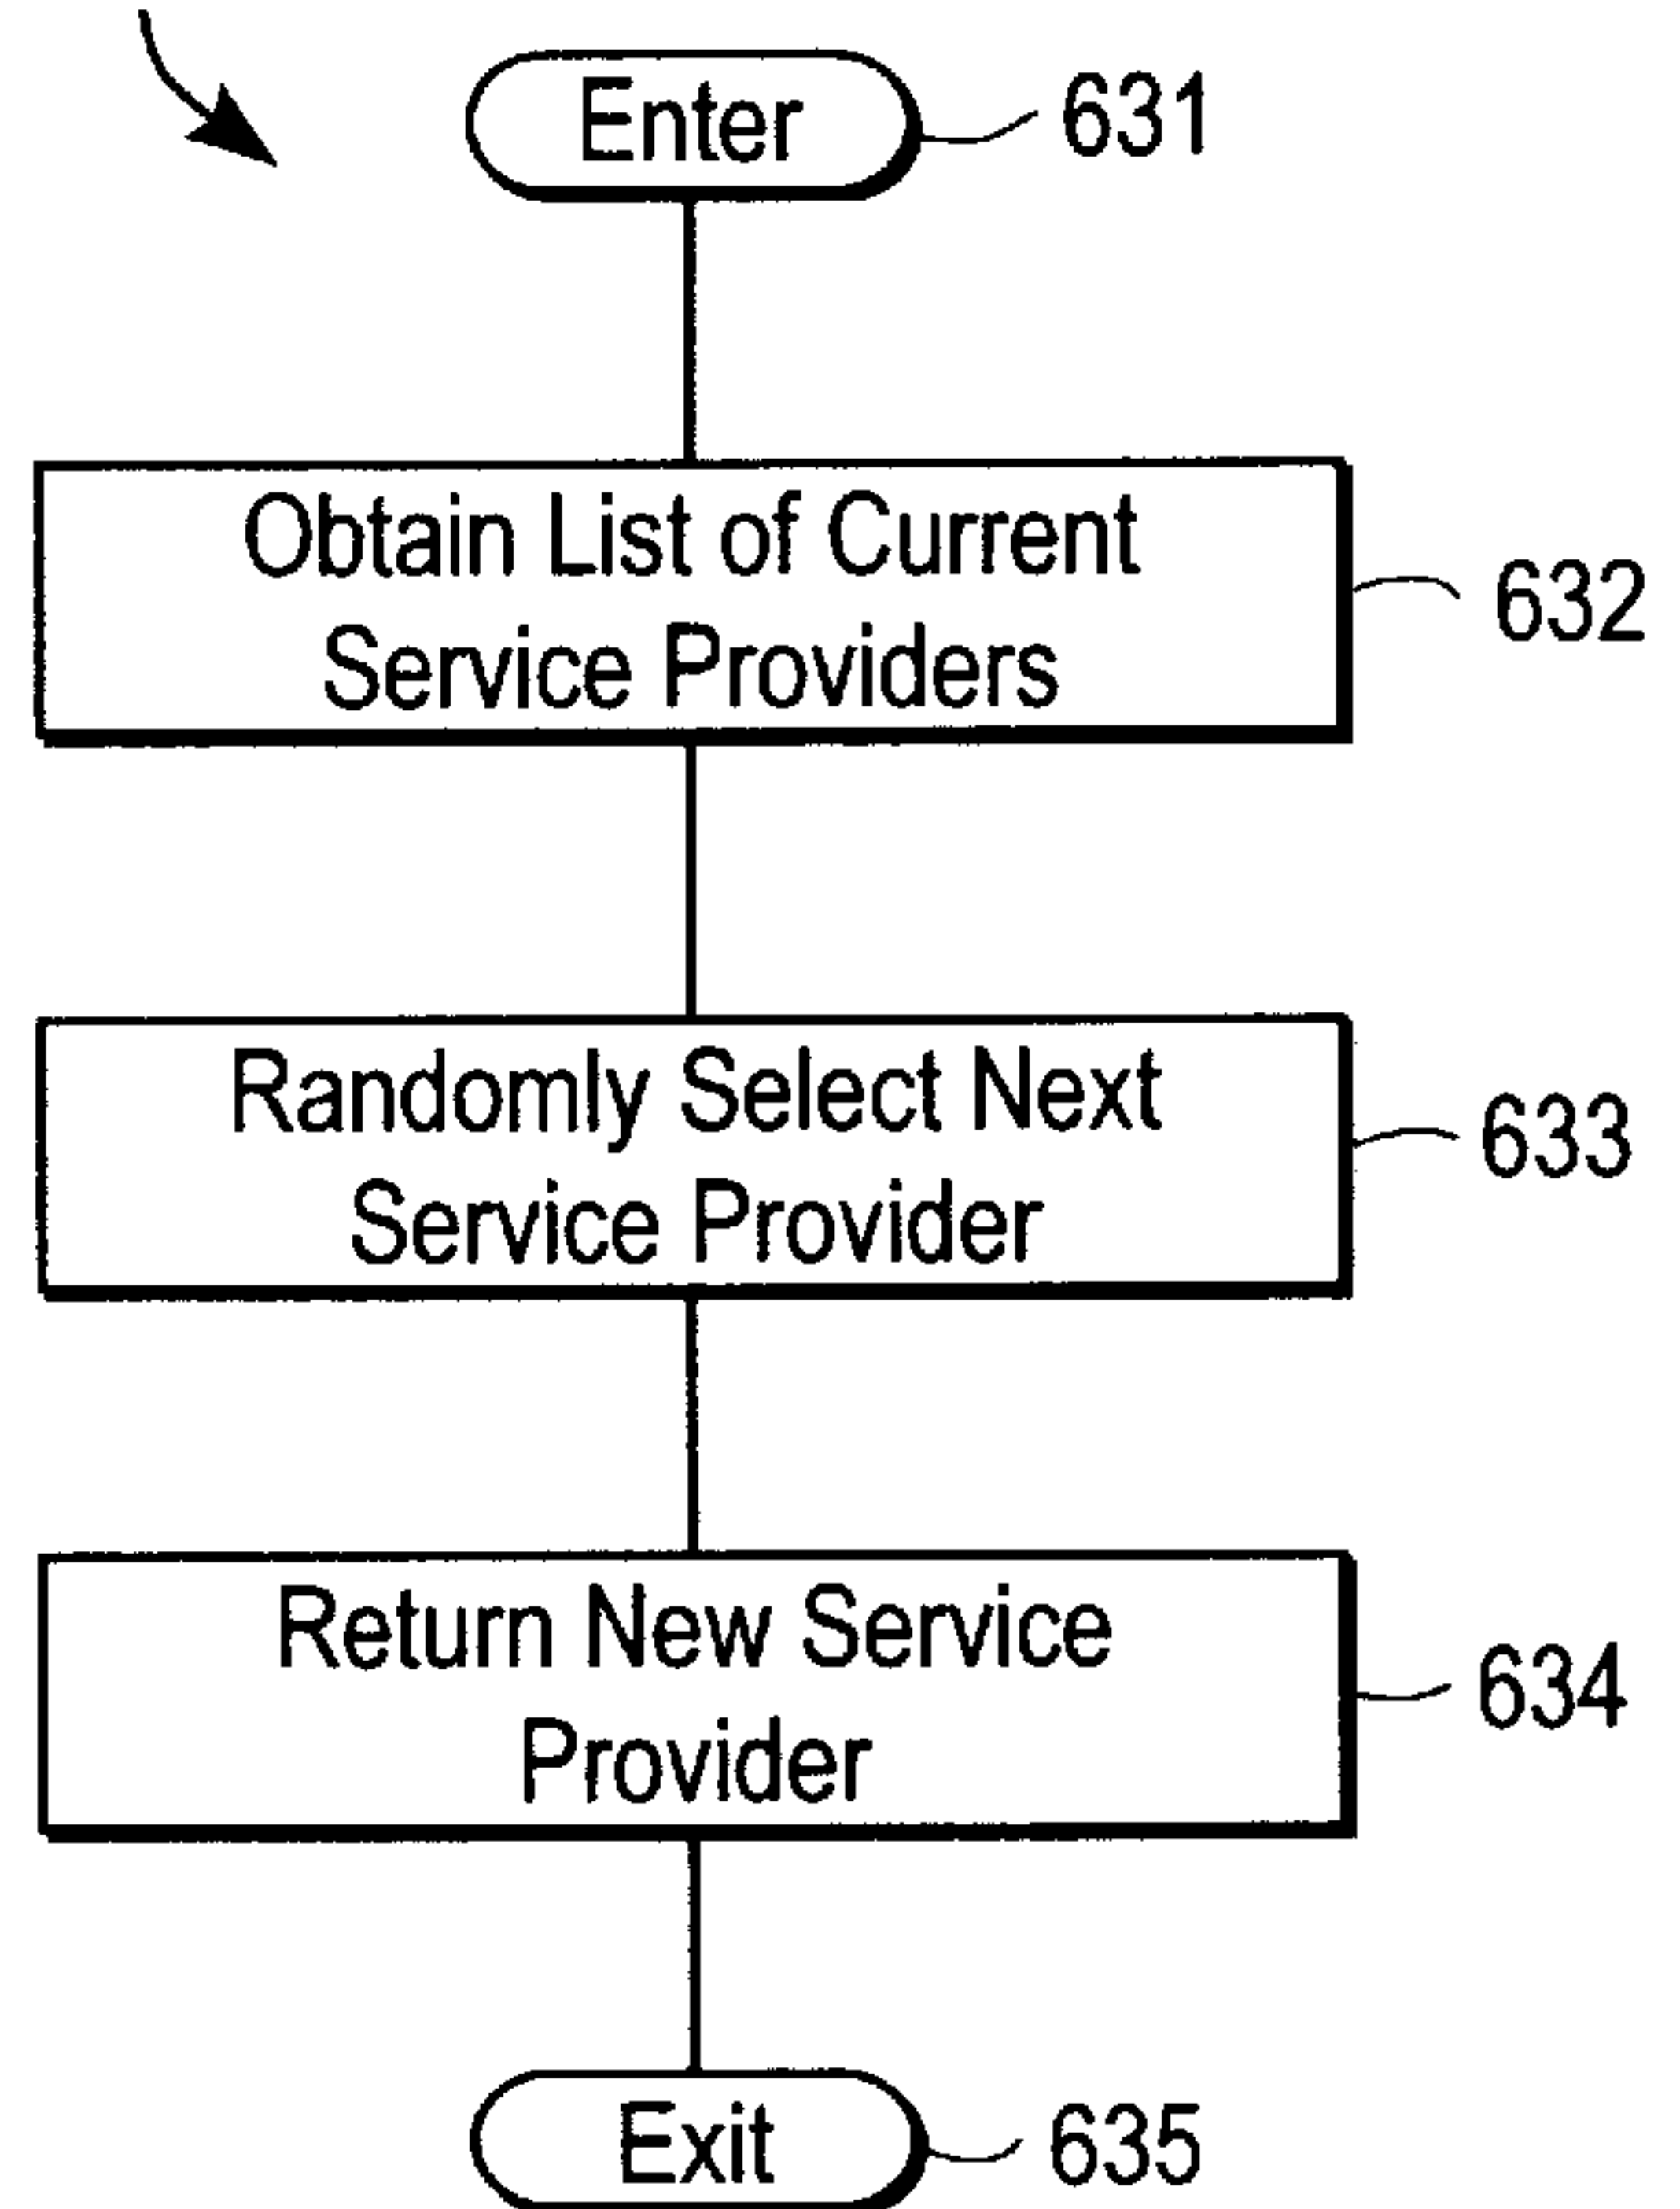 Enter
631
Obtain List of Current
Service Providers
632
Randomly Select Next
Service Provider
633
Return New Service
Provider
634
Exit
635